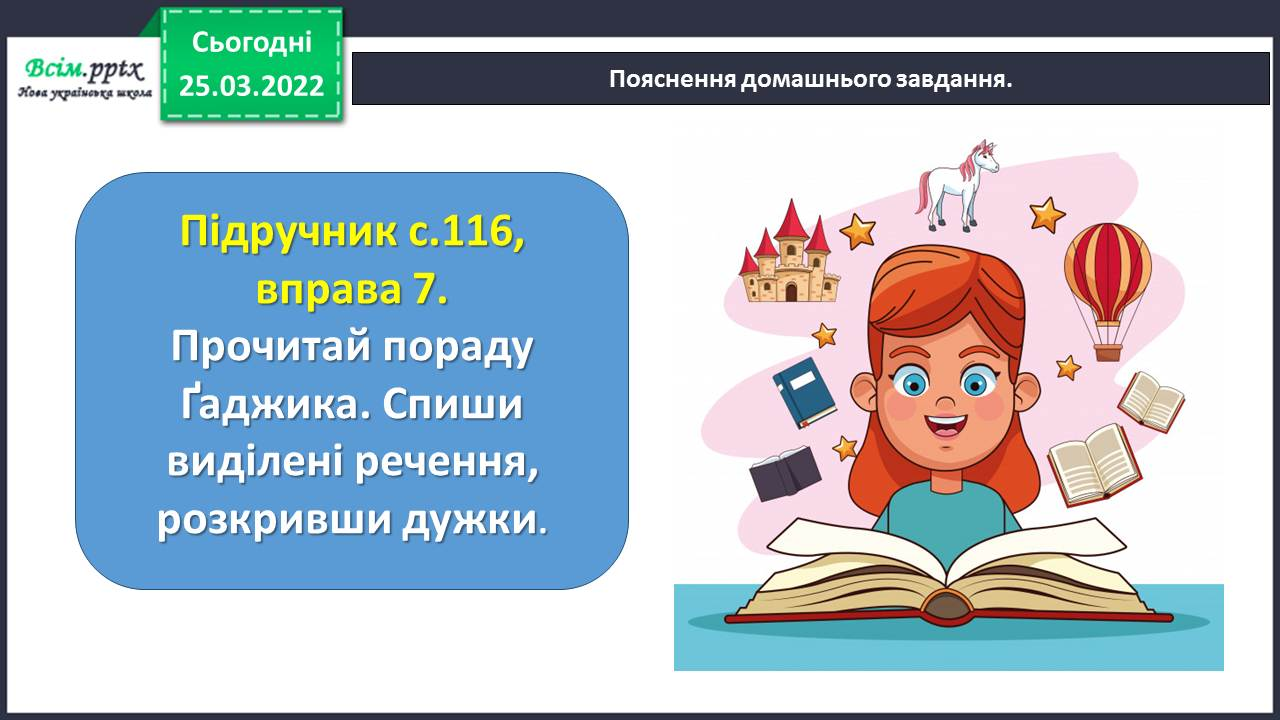 Всім.pptx
Нова українська школа
Сьогодні
25.03.2022
Пояснення домашнього завдання.
Підручник с.116,
вправа 7.
Прочитай пораду
Ґаджика. Спиши
виділені речення,
розкривши дужки.